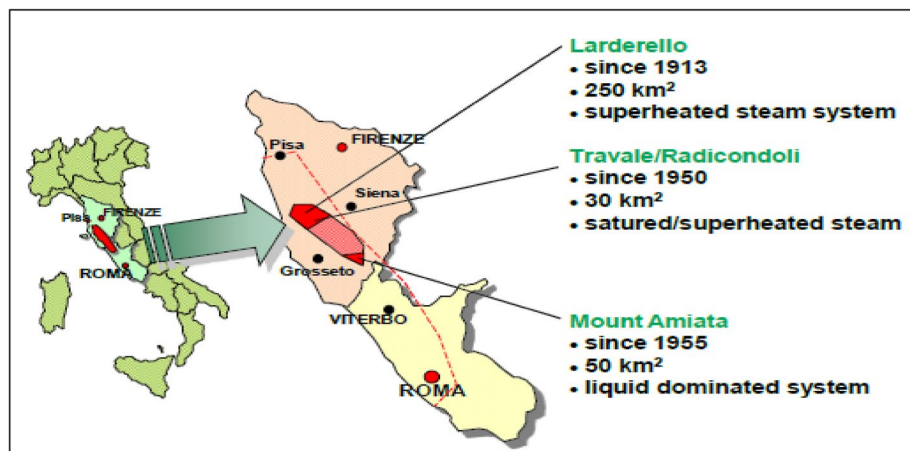 Larderello
• since 1913
• 250 km²
• superheated steam system
Travale/Radicondoli
• since 1950
• 30 km²
• satured/superheated steam
Mount Amiata
• since 1955
• 50 km²
• liquid dominated system
Pisa
FIRENZE
Siena
Grosseto
VITERBO
ROMA
Pisa
FIRENZE
ROMA